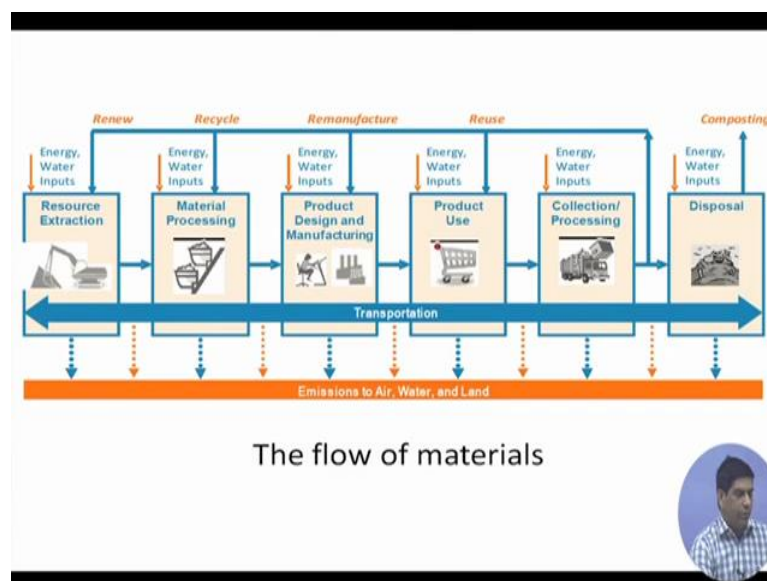 Renew Recycle Remanufacture Reuse Composting
Energy, Water Inputs
Energy, Water Inputs
Energy, Water Inputs
Energy, Water Inputs
Energy, Water Inputs
Energy, Water Inputs
Resource
Extraction
Material
Processing
Product
Design and
Manufacturing
Product
Use
Collection/
Processing
Disposal
Transportation
Emissions to Air, Water, and Land
The flow of materials